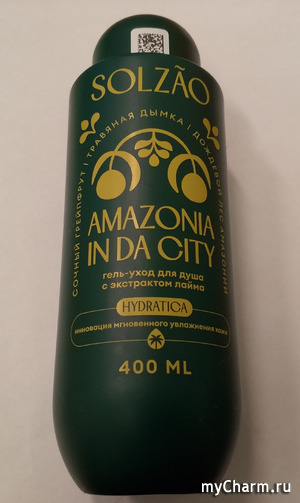 SOLZÃO
СОЧНЫЙ ГРЕЙПФРУТ | ТРАВЯНАЯ ДЫМКА | ДОЖДЕВОЙ ЛЕС АМАЗОНИИ
AMAZONIA
IN DA CITY
гель-уход для душа
с экстрактом лайма
HYDRATICA
инновация мгновенного увлажнения кожи
400 ML
myCharm.ru